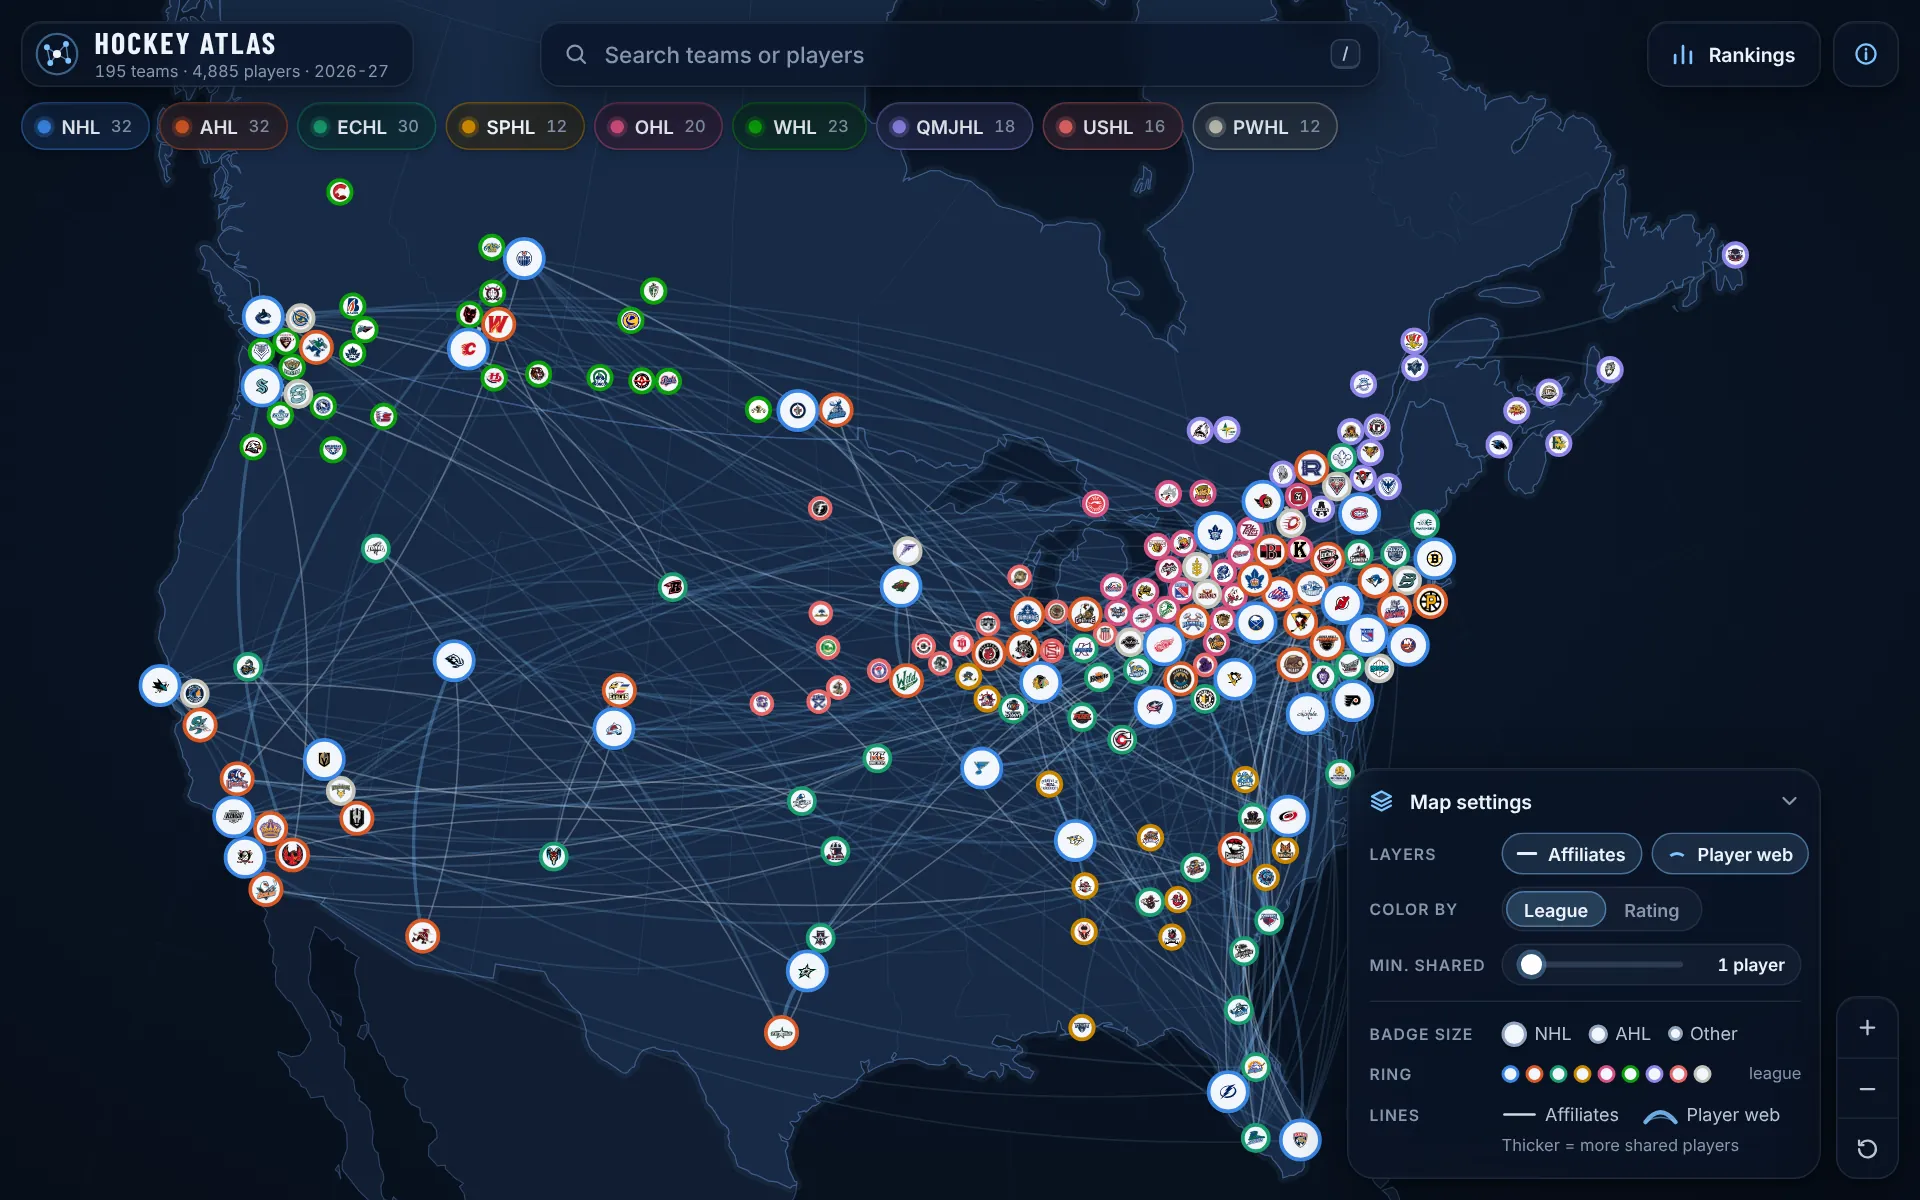 HOCKEY ATLAS
195 teams · 4,885 players · 2026-27
Search teams or players
/
Rankings
NHL 32
AHL 32
ECHL 30
SPHL 12
OHL 20
WHL 23
QMJHL 18
USHL 16
PWHL 12
Map settings
LAYERS
Affiliates
Player web
COLOR BY
League
Rating
MIN. SHARED
1 player
BADGE SIZE
NHL
AHL
Other
RING
league
LINES
Affiliates
Player web
Thicker = more shared players
+
−